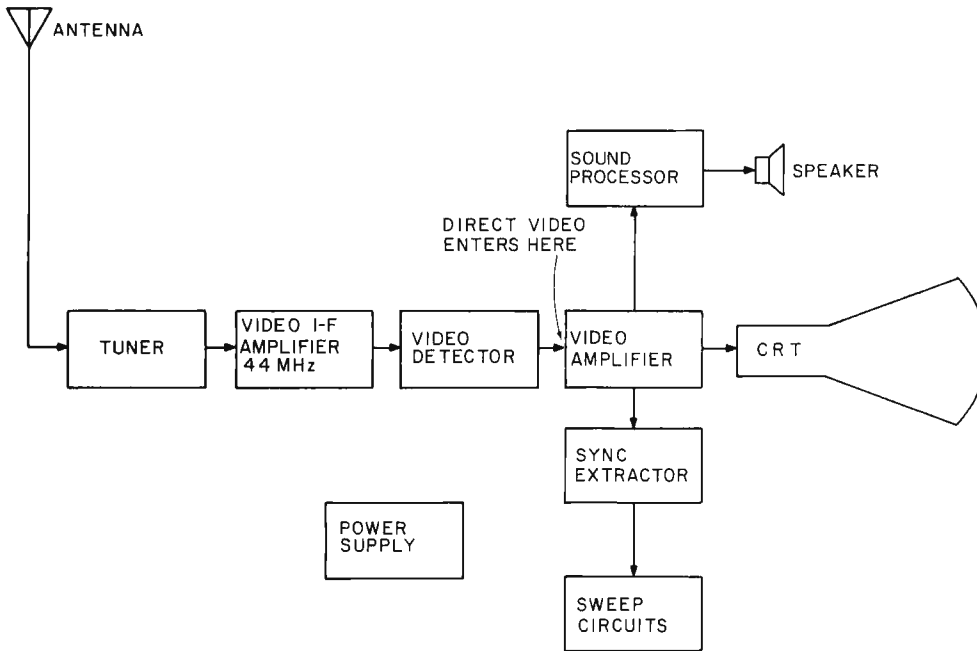 ANTENNA
SOUND
PROCESSOR
SPEAKER
DIRECT VIDEO
ENTERS HERE
TUNER
VIDEO I-F
AMPLIFIER
44 MHz
VIDEO
DETECTOR
VIDEO
AMPLIFIER
CRT
SYNC
EXTRACTOR
POWER
SUPPLY
SWEEP
CIRCUITS